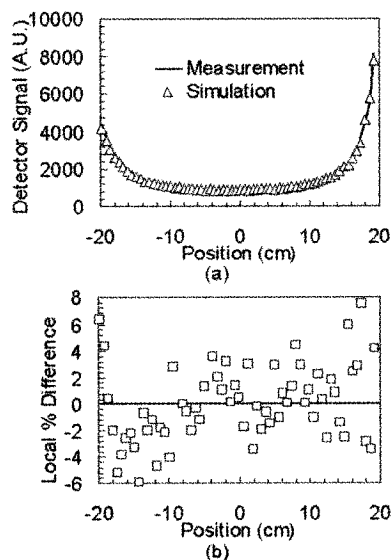 (a)
10000
8000
6000
4000
2000
0
Detector Signal (A.U.)
Measurement
Simulation
-20 -10 0 10 20
Position (cm)
(a)
8
6
4
2
0
-2
-4
-6
Local % Difference
-20 -10 0 10 20
Position (cm)
(b)